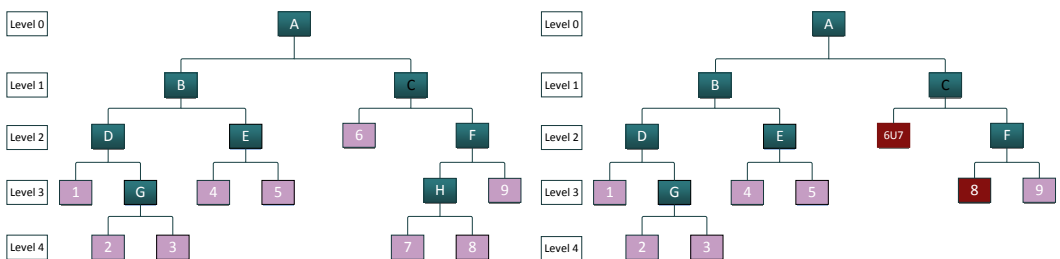 Level 0 A Level 0 A
Level 1 B C Level 1 B C
Level 2 D E 6 F Level 2 D E 6U7 F
Level 3 1 G 4 5 H 9 Level 3 1 G 4 5 8 9
Level 4 2 3 7 8 Level 4 2 3